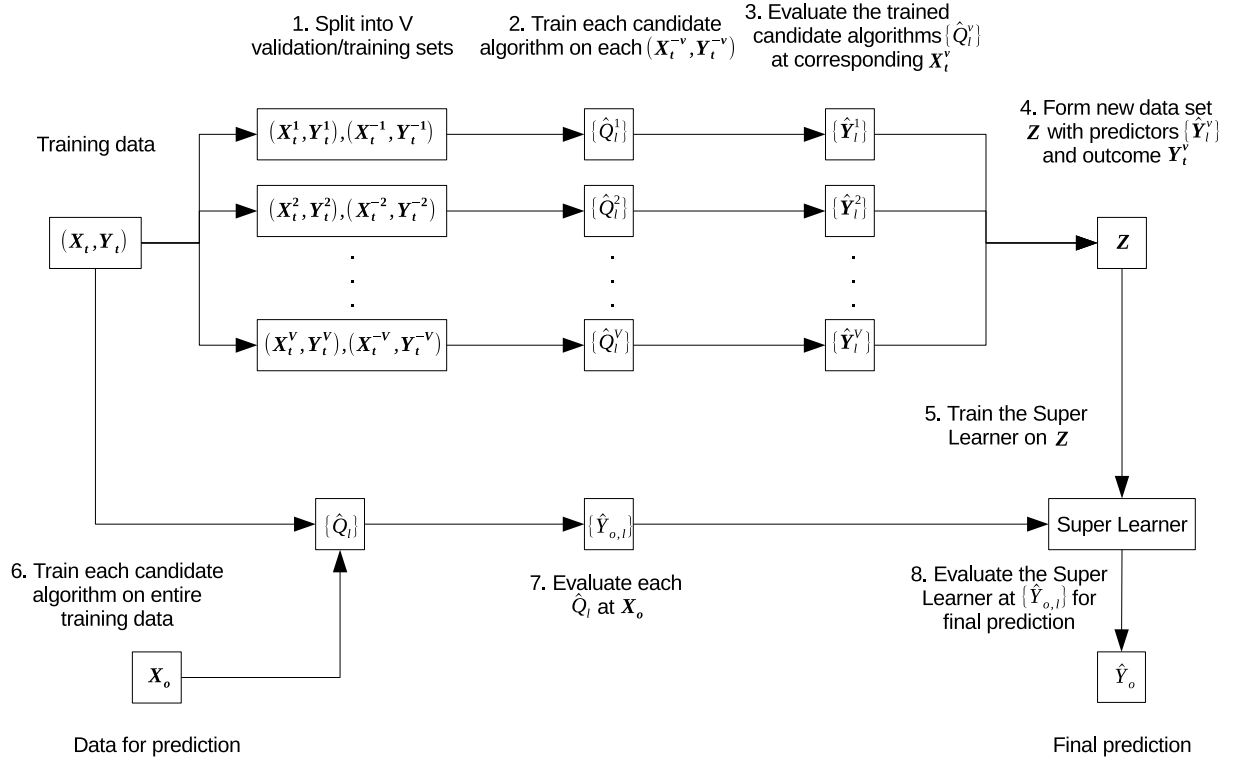 1. Split into V
validation/training sets
2. Train each candidate
algorithm on each (X_t^{-v}, Y_t^{-v})
3. Evaluate the trained
candidate algorithms {Q̂_l^v}
at corresponding X_t^v
4. Form new data set
Z with predictors {Ŷ_l^v}
and outcome Y_t^v
Training data
(X_t^1, Y_t^1),(X_t^{-1}, Y_t^{-1})
{Q̂_l^1}
{Ŷ_l^1}
(X_t^2, Y_t^2),(X_t^{-2}, Y_t^{-2})
{Q̂_l^2}
{Ŷ_l^2}
(X_t, Y_t)
Z
(X_t^V, Y_t^V),(X_t^{-V}, Y_t^{-V})
{Q̂_l^V}
{Ŷ_l^V}
5. Train the Super
Learner on Z
{Q̂_l}
{Ŷ_{o,l}}
Super Learner
6. Train each candidate
algorithm on entire
training data
7. Evaluate each
Q̂_l at X_o
8. Evaluate the Super
Learner at {Ŷ_{o,l}} for
final prediction
X_o
Ŷ_o
Data for prediction
Final prediction